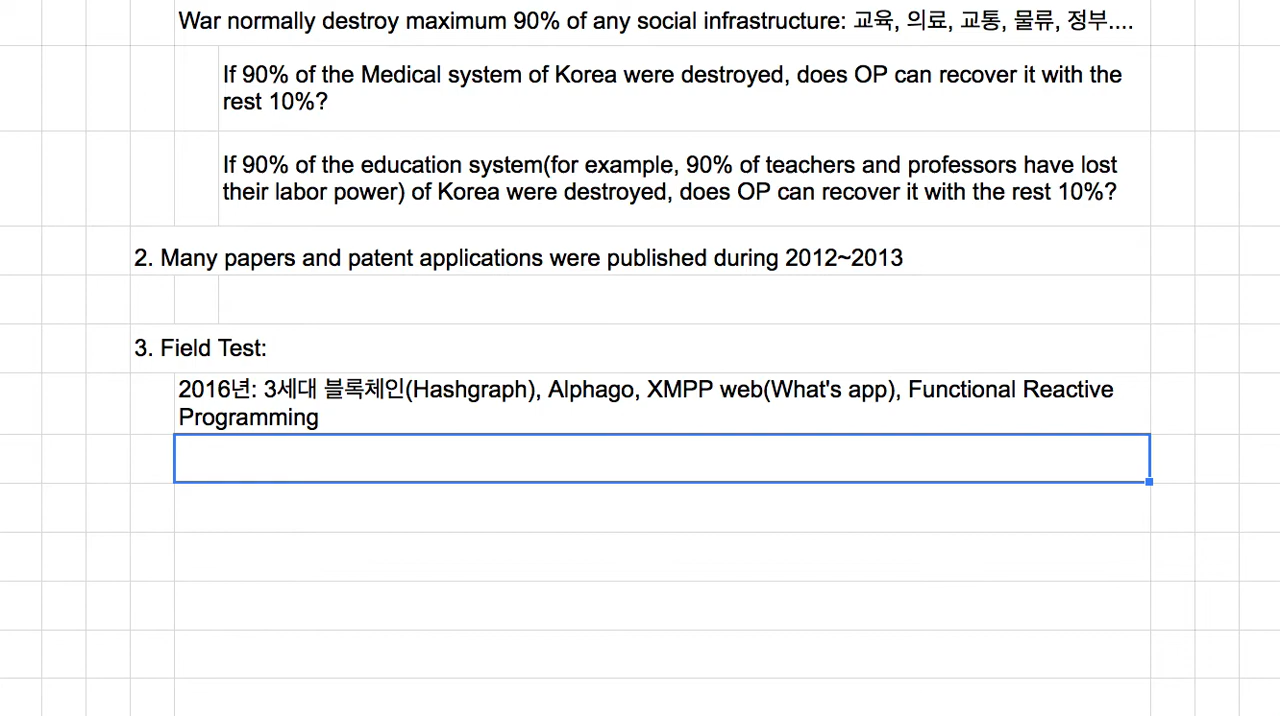 War normally destroy maximum 90% of any social infrastructure: 교육, 의료, 교통, 물류, 정부....
If 90% of the Medical system of Korea were destroyed, does OP can recover it with the
rest 10%?
If 90% of the education system(for example, 90% of teachers and professors have lost
their labor power) of Korea were destroyed, does OP can recover it with the rest 10%?
2. Many papers and patent applications were published during 2012~2013
3. Field Test:
2016년: 3세대 블록체인(Hashgraph), Alphago, XMPP web(What's app), Functional Reactive
Programming